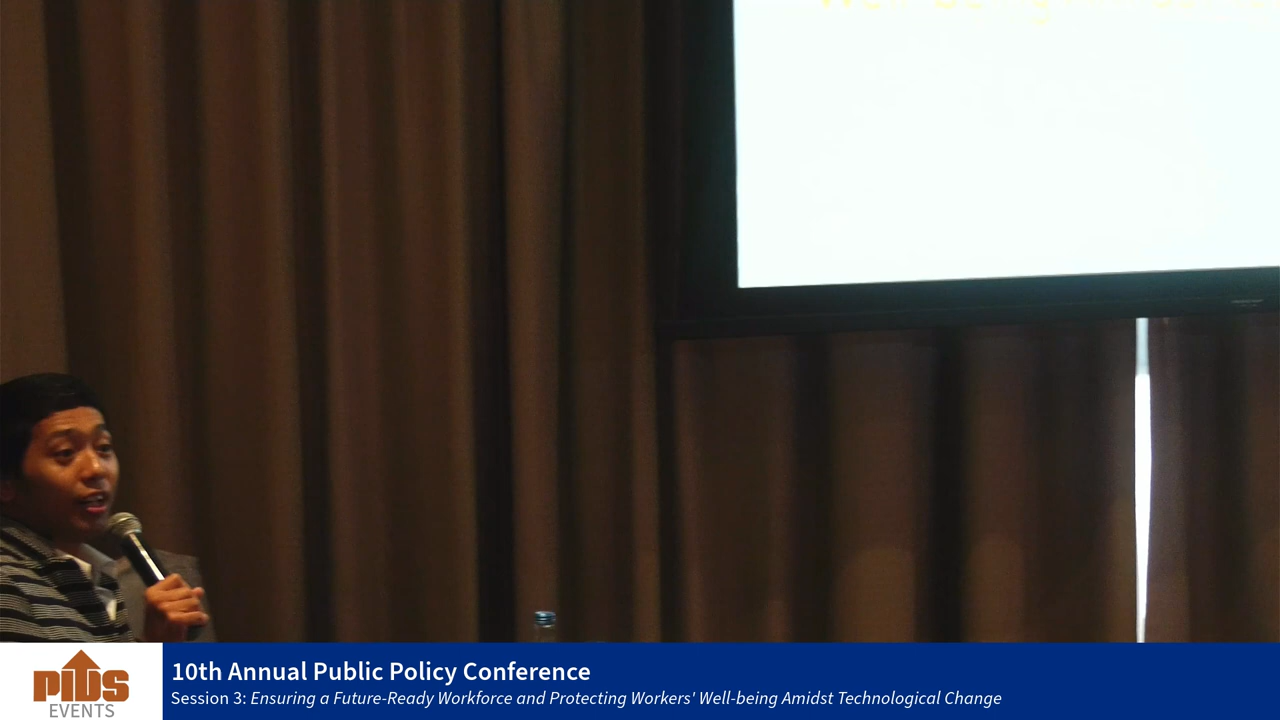 10th Annual Public Policy Conference
Session 3: Ensuring a Future-Ready Workforce and Protecting Workers' Well-being Amidst Technological Change
PIDS
EVENTS